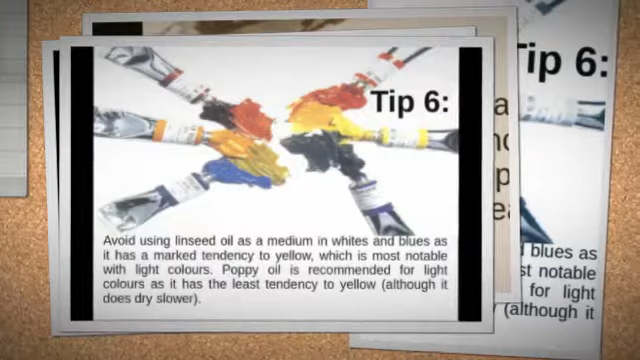 Tip 6:
Avoid using linseed oil as a medium in whites and blues as
it has a marked tendency to yellow, which is most notable
with light colours. Poppy oil is recommended for light
colours as it has the least tendency to yellow (although it
does dry slower).
Tip 6:
blues as
st notable
for light
(although it